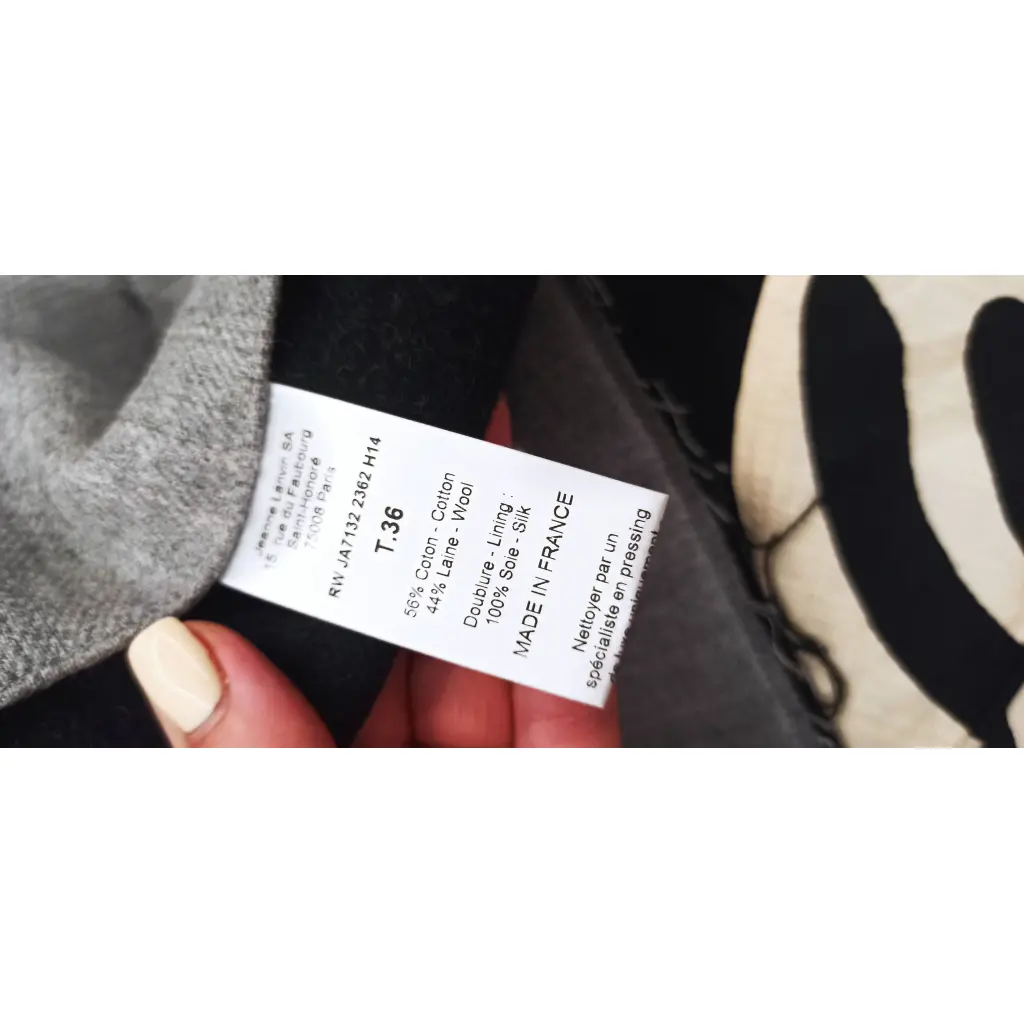 Jeanne Lanvin SA
15 rue du Faubourg
Saint-Honoré
75008 Paris
RW JA7132 2362 H14
T.36
56% Coton - Cotton
44% Laine - Wool
Doublure - Lining :
100% Soie - Silk
MADE IN FRANCE
Nettoyer par un
spécialiste en pressing